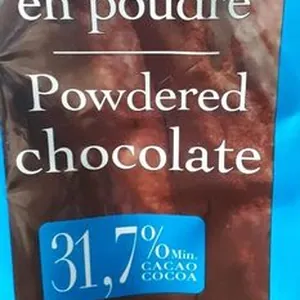 en poudre
Powdered
chocolate
31,7% Min.
CACAO
COCOA